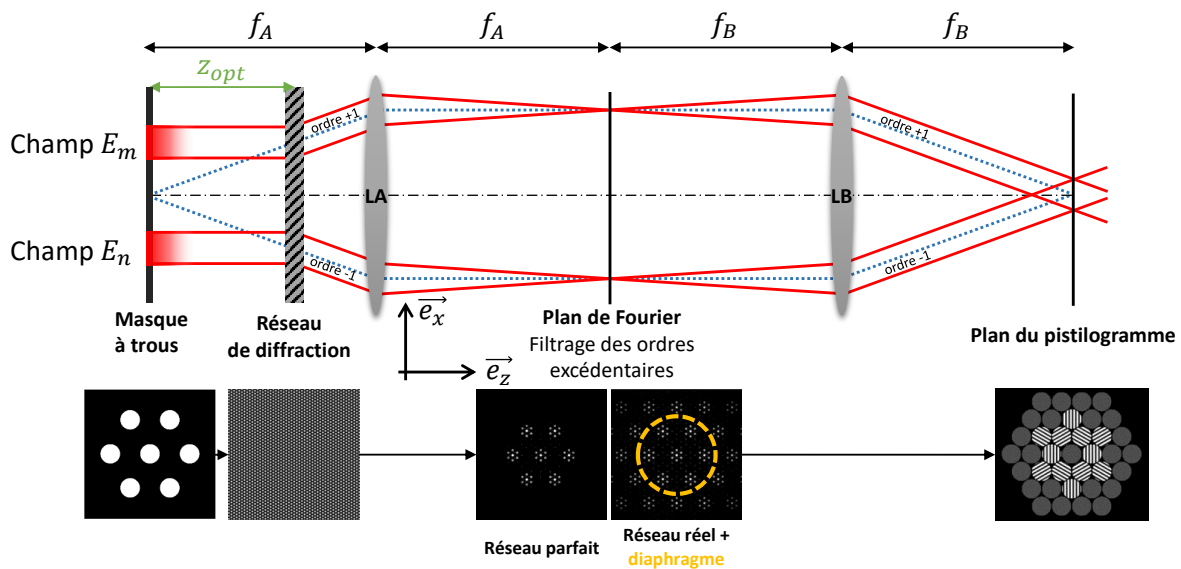 f_A
f_A
f_B
f_B
z_{opt}
ordre +1
ordre +1
Champ E_m
LA
LB
Champ E_n
ordre -1
ordre -1
Masque
à trous
Réseau
de diffraction
e_x
e_z
Plan de Fourier
Filtrage des ordres
excédentaires
Plan du pistilogramme
Réseau parfait
Réseau réel +
diaphragme